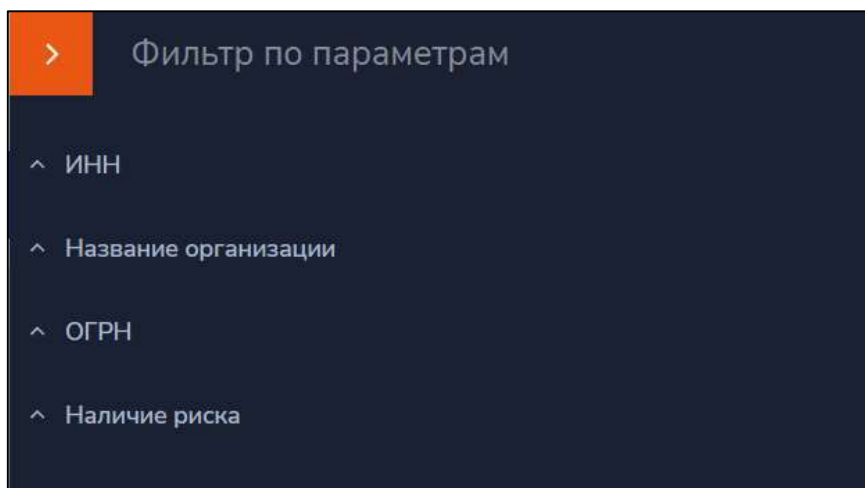 Фильтр по параметрам
ИНН
Название организации
ОГРН
Наличие риска